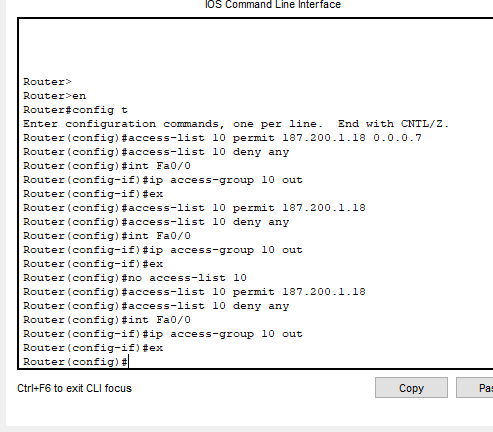 IOS Command Line Interface
Router>
Router>en
Router#config t
Enter configuration commands, one per line.  End with CNTL/Z.
Router(config)#access-list 10 permit 187.200.1.18 0.0.0.7
Router(config)#access-list 10 deny any
Router(config)#int Fa0/0
Router(config-if)#ip access-group 10 out
Router(config-if)#ex
Router(config)#access-list 10 permit 187.200.1.18
Router(config)#access-list 10 deny any
Router(config)#int Fa0/0
Router(config-if)#ip access-group 10 out
Router(config-if)#ex
Router(config)#no access-list 10
Router(config)#access-list 10 permit 187.200.1.18
Router(config)#access-list 10 deny any
Router(config)#int Fa0/0
Router(config-if)#ip access-group 10 out
Router(config-if)#ex
Router(config)#
Ctrl+F6 to exit CLI focus
Copy
Pas